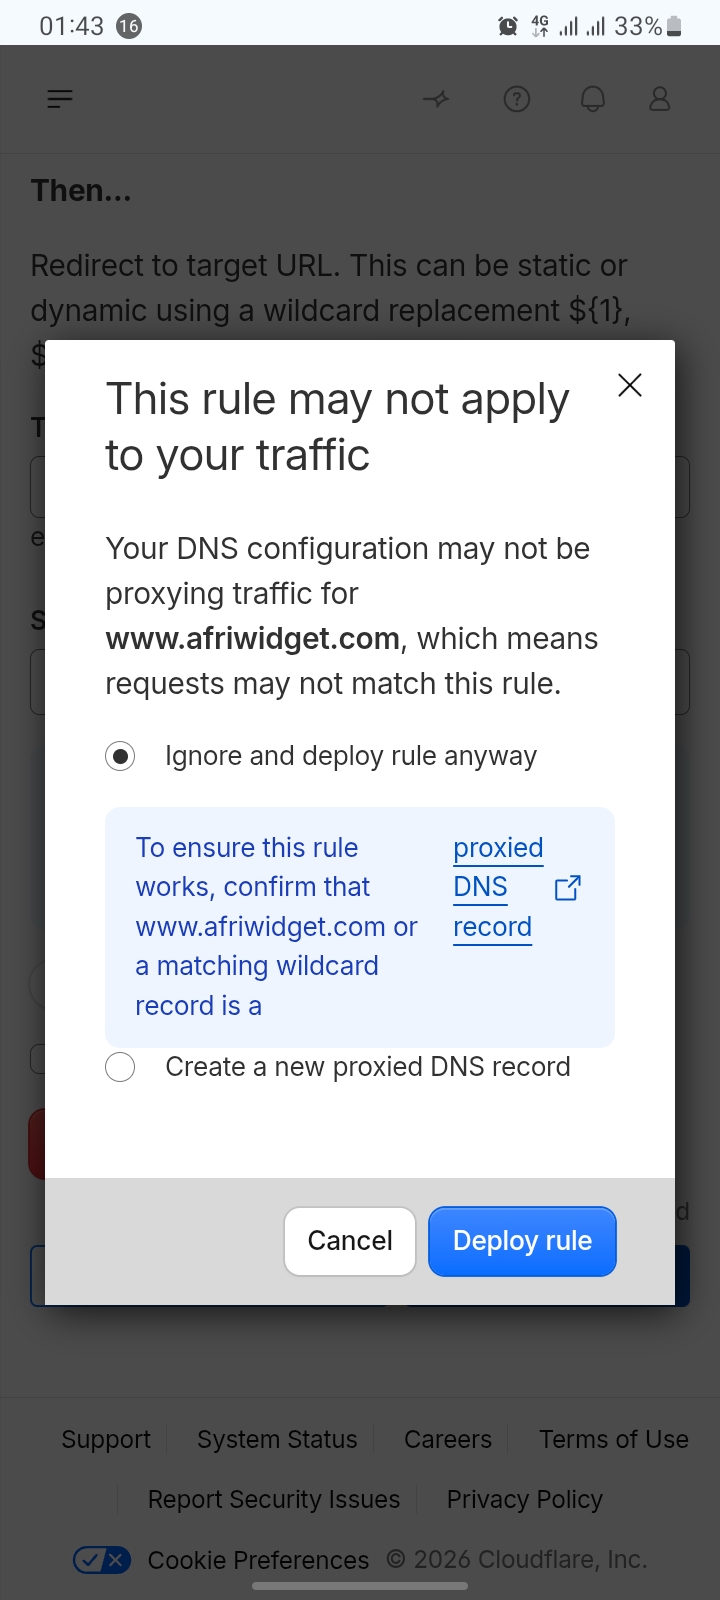 01:43 16 4G 33%
Then...
Redirect to target URL. This can be static or
dynamic using a wildcard replacement ${1},
$
This rule may not apply
to your traffic
T
e
Your DNS configuration may not be
proxying traffic for
www.afriwidget.com, which means
requests may not match this rule.
S
Ignore and deploy rule anyway
To ensure this rule
works, confirm that
www.afriwidget.com or
a matching wildcard
record is a
proxied
DNS
record
Create a new proxied DNS record
d
Cancel Deploy rule
Support System Status Careers Terms of Use
Report Security Issues Privacy Policy
Cookie Preferences © 2026 Cloudflare, Inc.